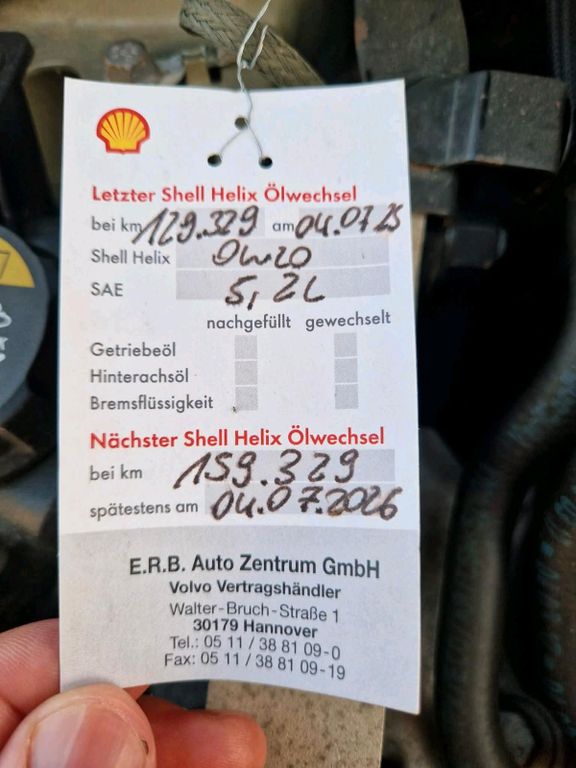 Letzter Shell Helix Ölwechsel
bei km 129.329 am 04.07.25
Shell Helix 0w20
SAE 5,2L
nachgefüllt gewechselt
Getriebeöl
Hinterachsöl
Bremsflüssigkeit
Nächster Shell Helix Ölwechsel
bei km 159.329
spätestens am 04.07.2026
E.R.B. Auto Zentrum GmbH
Volvo Vertragshändler
Walter-Bruch-Straße 1
30179 Hannover
Tel.: 05 11 / 38 81 09-0
Fax: 05 11 / 38 81 09-19